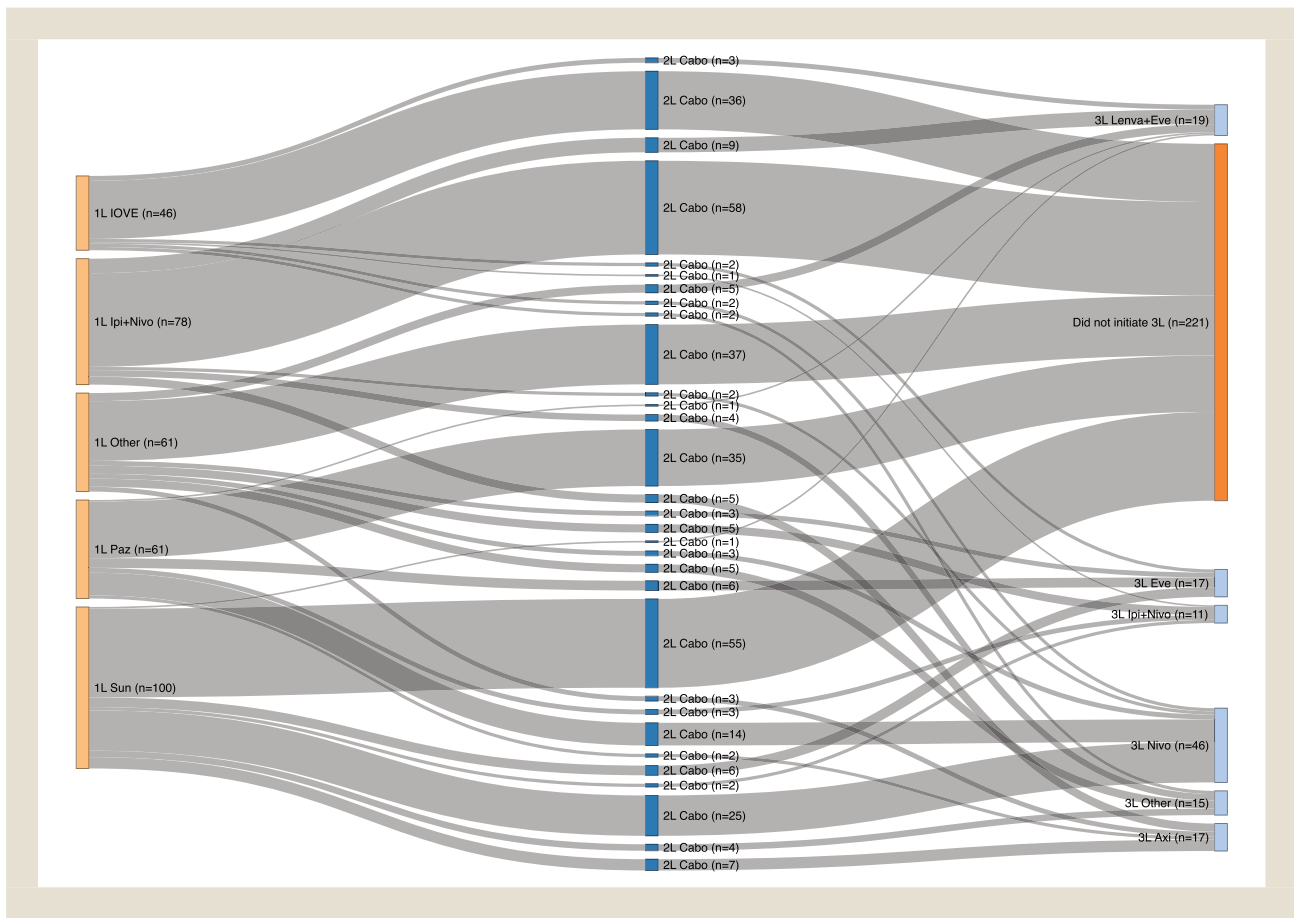 1L IOVE (n=46)
1L Ipi+Nivo (n=78)
1L Other (n=61)
1L Paz (n=61)
1L Sun (n=100)
2L Cabo (n=3)
2L Cabo (n=36)
2L Cabo (n=9)
2L Cabo (n=58)
2L Cabo (n=2)
2L Cabo (n=1)
2L Cabo (n=5)
2L Cabo (n=2)
2L Cabo (n=2)
2L Cabo (n=37)
2L Cabo (n=2)
2L Cabo (n=1)
2L Cabo (n=4)
2L Cabo (n=35)
2L Cabo (n=5)
2L Cabo (n=3)
2L Cabo (n=5)
2L Cabo (n=1)
2L Cabo (n=3)
2L Cabo (n=5)
2L Cabo (n=6)
2L Cabo (n=55)
2L Cabo (n=3)
2L Cabo (n=3)
2L Cabo (n=14)
2L Cabo (n=2)
2L Cabo (n=6)
2L Cabo (n=2)
2L Cabo (n=25)
2L Cabo (n=4)
2L Cabo (n=7)
3L Lenva+Eve (n=19)
Did not initiate 3L (n=221)
3L Eve (n=17)
3L Ipi+Nivo (n=11)
3L Nivo (n=46)
3L Other (n=15)
3L Axi (n=17)